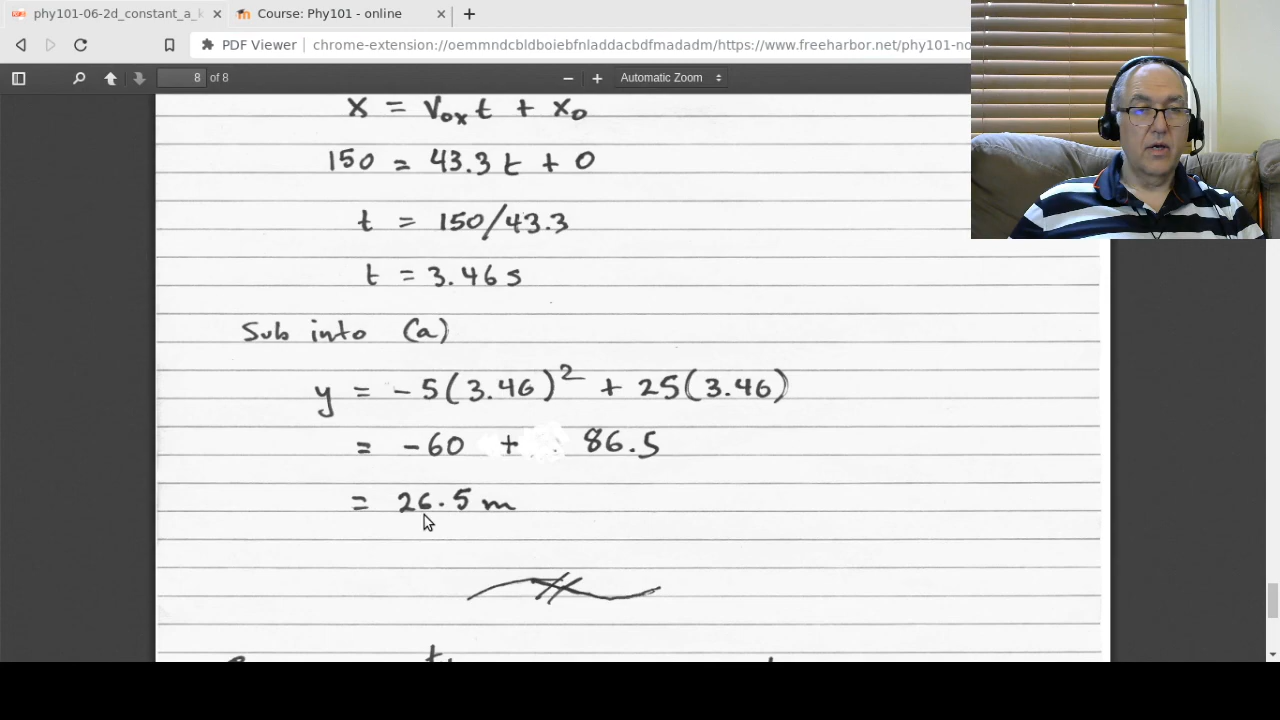 phy101-06-2d_constant_a_k
Course: Phy101 - online
PDF Viewer
chrome-extension://oemmndcbldboiebfnladdacbdfmadadm/https://www.freeharbor.net/phy101-no
8 of 8
Automatic Zoom
x = v₀ₓt + x₀
150 = 43.3 t + 0
t = 150/43.3
t = 3.46 s
Sub into (a)
y = -5(3.46)² + 25(3.46)
= -60 + 86.5
= 26.5 m